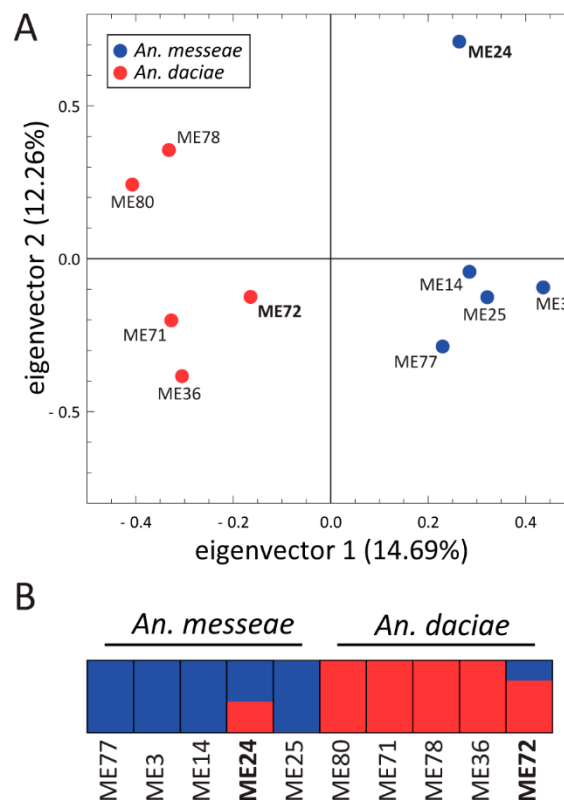 A
An. messeae
An. daciae
ME24
ME78
ME80
ME14
ME25
ME3
ME77
ME72
ME71
ME36
0.5
0.0
- 0.5
- 0.4
- 0.2
0.0
0.2
0.4
eigenvector 2 (12.26%)
eigenvector 1 (14.69%)
B
An. messeae An. daciae
ME77 ME3 ME14 ME24 ME25 ME80 ME71 ME78 ME36 ME72